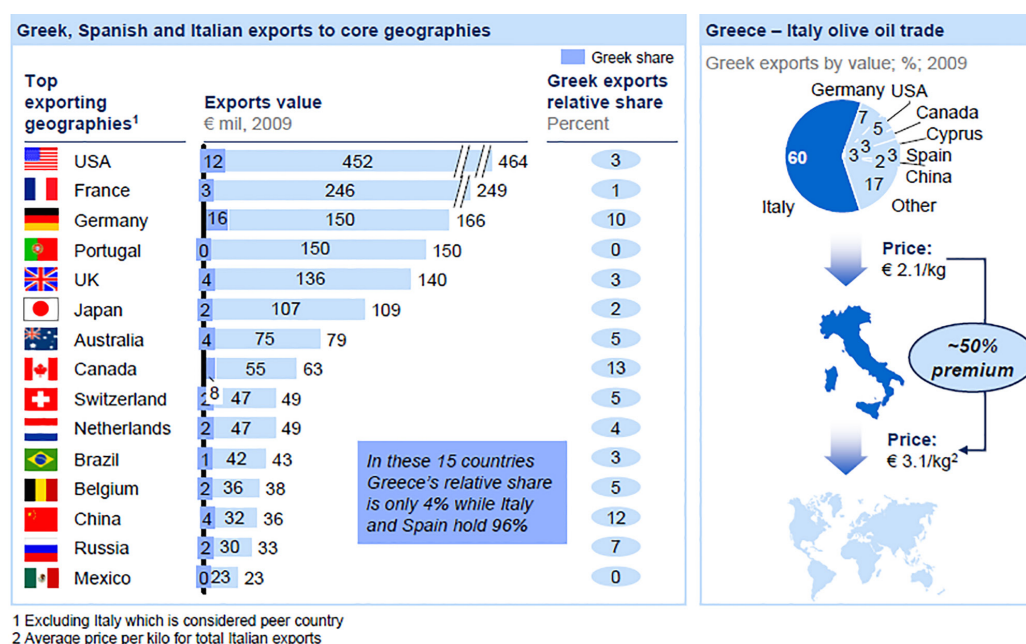 Greek, Spanish and Italian exports to core geographies
Greek share
Top exporting geographies1
Exports value
€ mil, 2009
Greek exports relative share
Percent
USA 12 452 464 3
France 3 246 249 1
Germany 16 150 166 10
Portugal 0 150 150 0
UK 4 136 140 3
Japan 2 107 109 2
Australia 4 75 79 5
Canada 8 55 63 13
Switzerland 2 47 49 5
Netherlands 2 47 49 4
Brazil 1 42 43 3
Belgium 2 36 38 5
China 4 32 36 12
Russia 2 30 33 7
Mexico 0 23 23 0
In these 15 countries
Greece's relative share
is only 4% while Italy
and Spain hold 96%
Greece – Italy olive oil trade
Greek exports by value; %; 2009
Germany
USA
Canada
Cyprus
Spain
China
Other
Italy
60
7
5
3
3
3
2
17
Price:
€ 2.1/kg
~50%
premium
Price:
€ 3.1/kg2
1 Excluding Italy which is considered peer country
2 Average price per kilo for total Italian exports